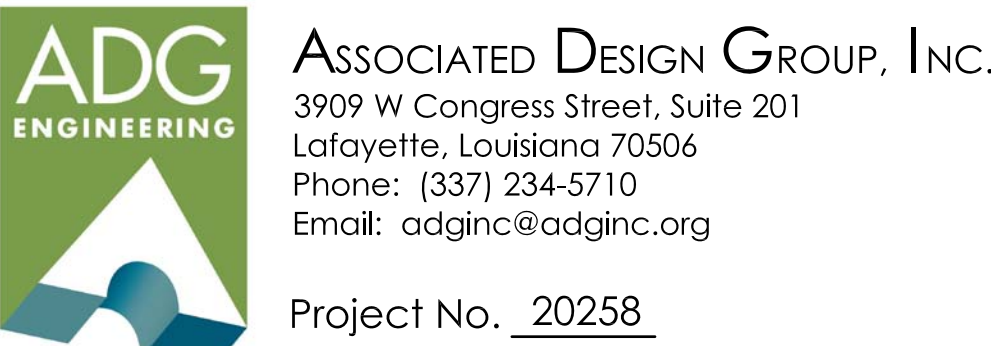 ADG
ENGINEERING
ASSOCIATED DESIGN GROUP, INC.
3909 W Congress Street, Suite 201
Lafayette, Louisiana 70506
Phone: (337) 234-5710
Email: adginc@adginc.org
Project No. 20258